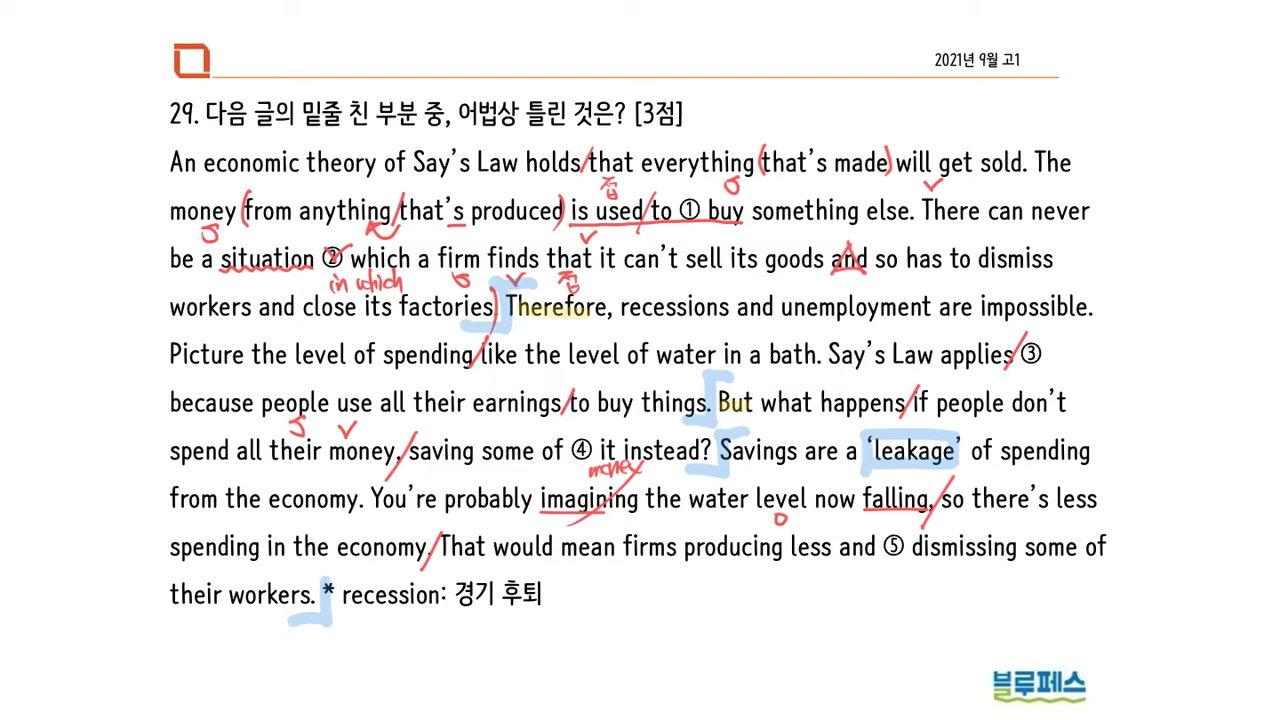 2021년 9월 고1
29. 다음 글의 밑줄 친 부분 중, 어법상 틀린 것은? [3점]
An economic theory of Say's Law holds that everything that's made will get sold. The
접 S v
money from anything that's produced is used to ① buy something else. There can never
S v
be a situation ② which a firm finds that it can't sell its goods and so has to dismiss
in which S v 접
workers and close its factories. Therefore, recessions and unemployment are impossible.
Picture the level of spending like the level of water in a bath. Say's Law applies ③
because people use all their earnings to buy things. But what happens if people don't
S v
spend all their money, saving some of ④ it instead? Savings are a 'leakage' of spending
money
from the economy. You're probably imagining the water level now falling, so there's less
o
spending in the economy. That would mean firms producing less and ⑤ dismissing some of
their workers. * recession: 경기 후퇴
블루페스